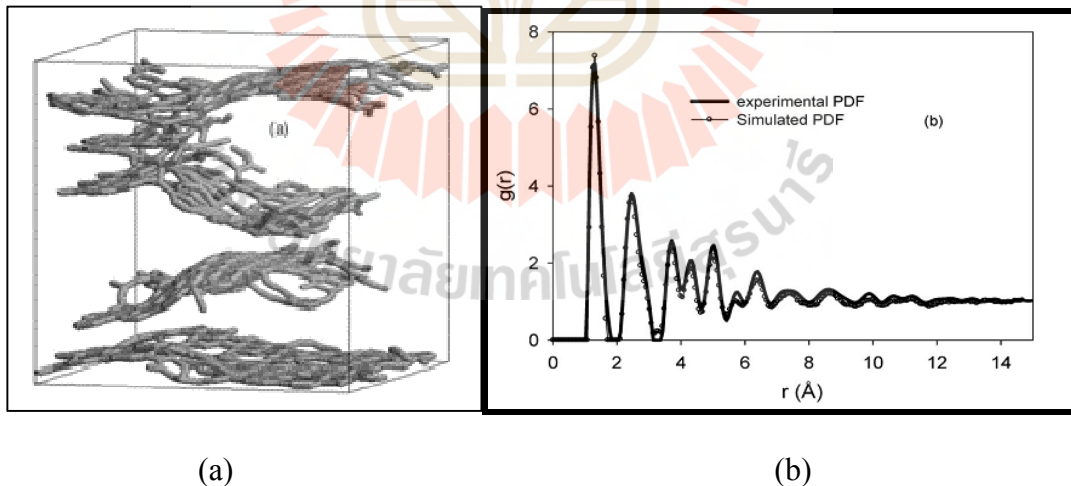 (a)
8
6
4
2
0
g(r)
experimental PDF
Simulated PDF
(b)
0 2 4 6 8 10 12 14
r (Å)
(a) (b)